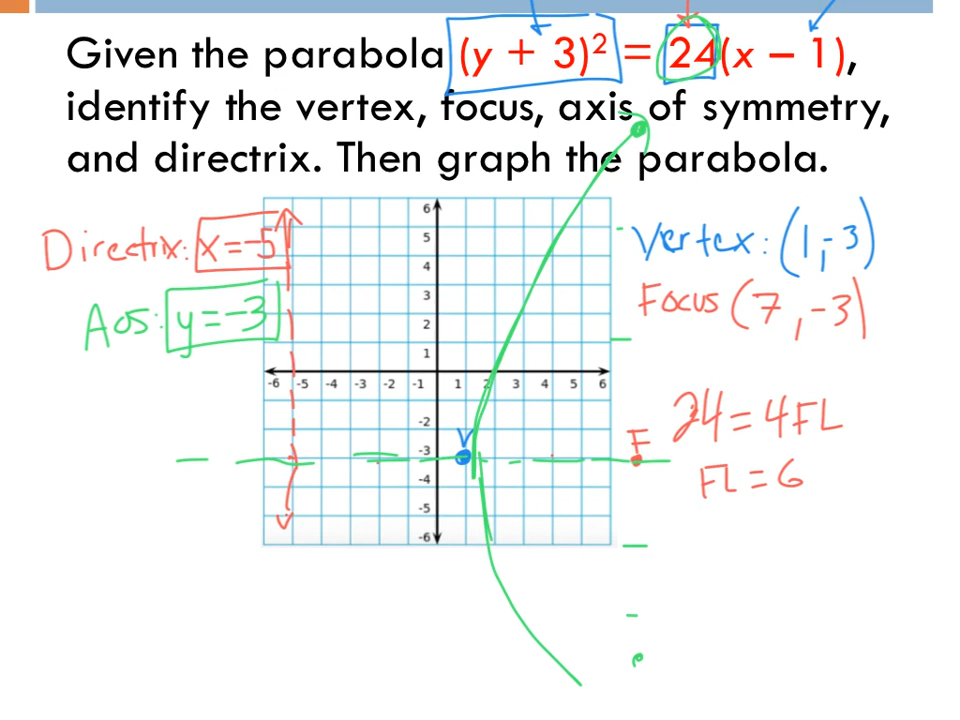 Given the parabola (y + 3)² = 24(x – 1),
identify the vertex, focus, axis of symmetry,
and directrix. Then graph the parabola.
Directrix: x=-5
Aos: y=-3
Vertex: (1,-3)
Focus (7,-3)
24=4FL
FL=6
6
5
4
3
2
1
-6 -5 -4 -3 -2 -1 1 2 3 4 5 6
-2
-3
-4
-5
-6
V
F